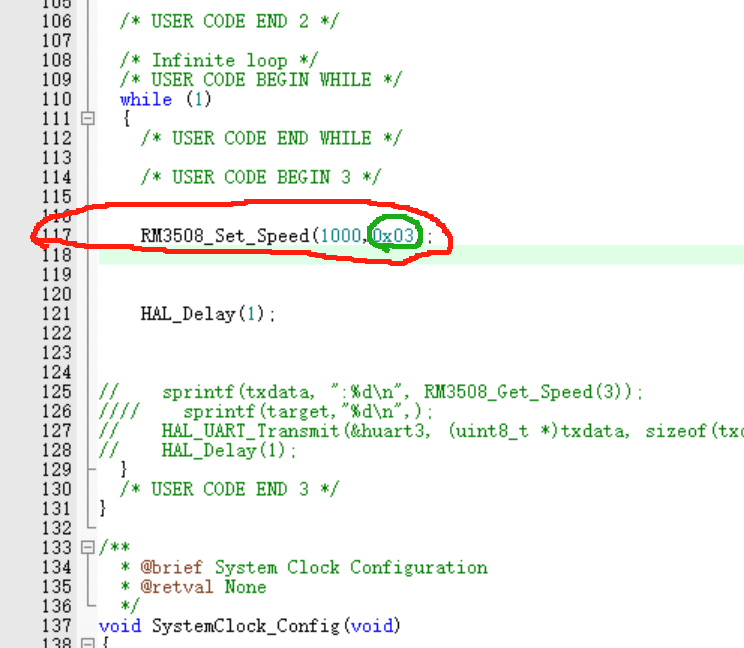 105
106 /* USER CODE END 2 */
107
108 /* Infinite loop */
109 /* USER CODE BEGIN WHILE */
110 while (1)
111 {
112 /* USER CODE END WHILE */
113
114 /* USER CODE BEGIN 3 */
115
116
117 RM3508_Set_Speed(1000,0x03);
118
119
120
121 HAL_Delay(1);
122
123
124
125 // sprintf(txdata, ":%d\n", RM3508_Get_Speed(3));
126 //// sprintf(target,"%d\n",);
127 // HAL_UART_Transmit(&huart3, (uint8_t *)txdata, sizeof(txd
128 // HAL_Delay(1);
129 }
130 /* USER CODE END 3 */
131 }
132
133 /**
134 * @brief System Clock Configuration
135 * @retval None
136 */
137 void SystemClock_Config(void)
138 {